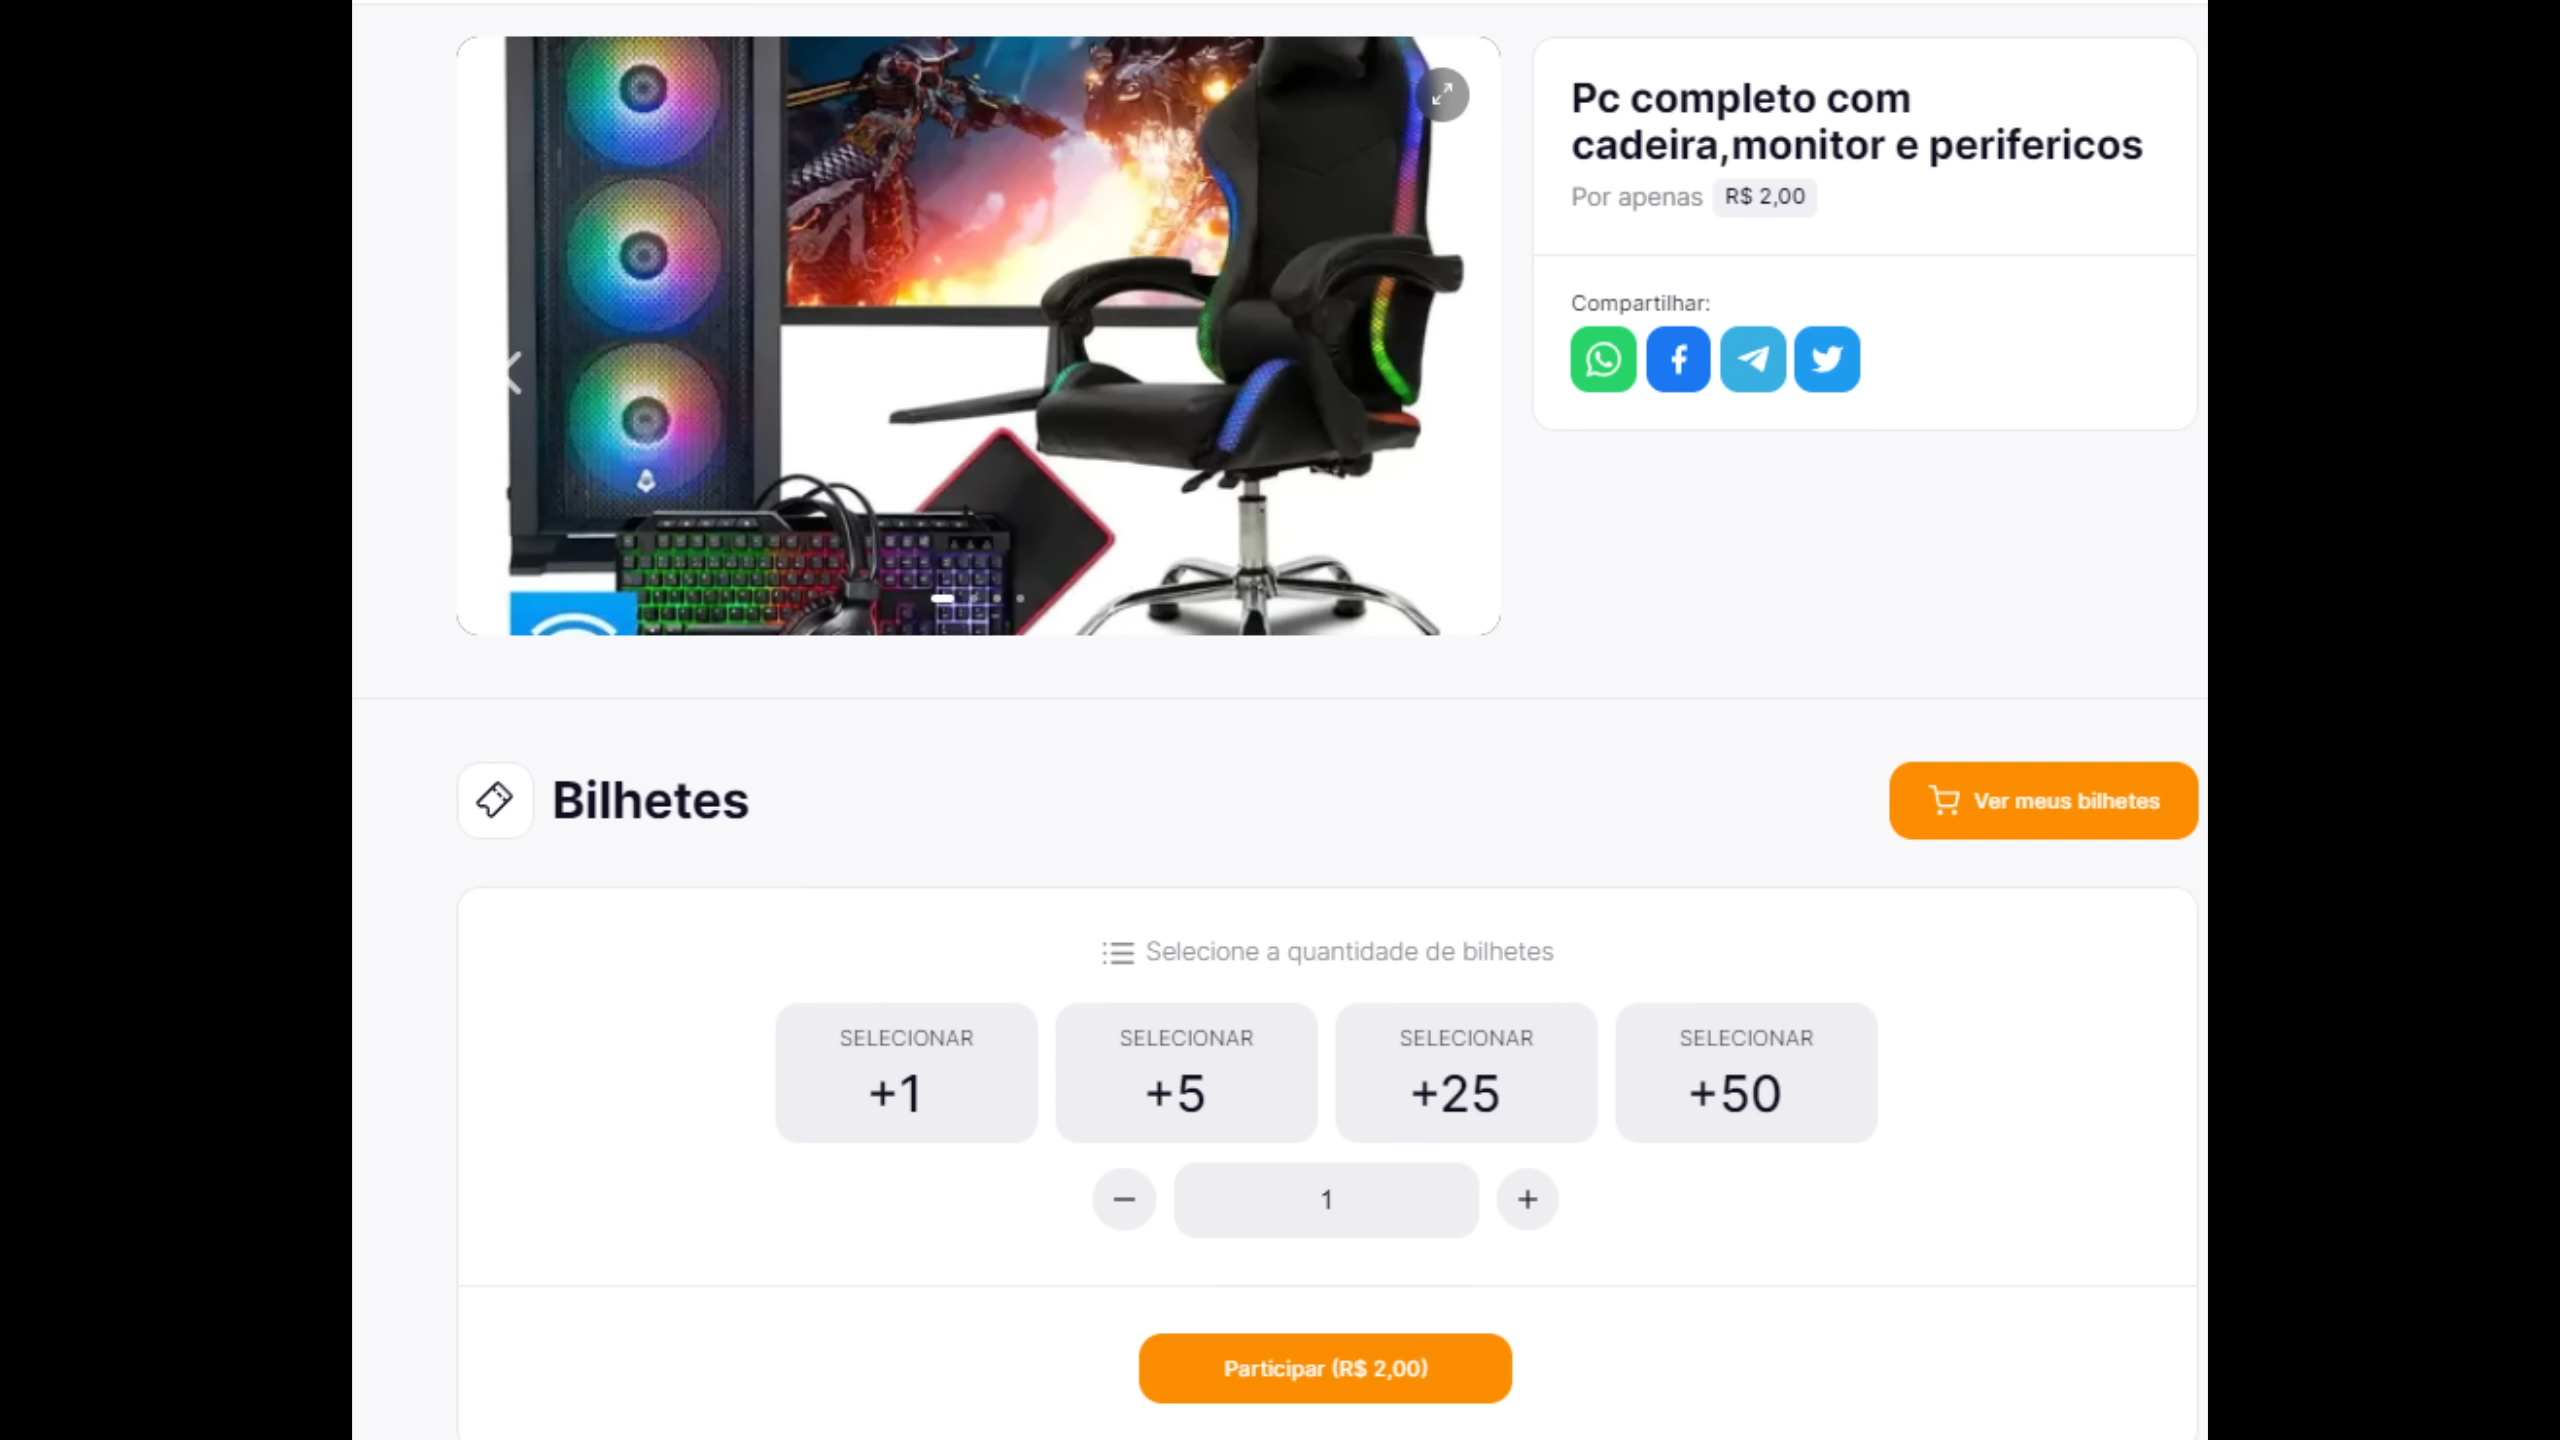 Pc completo com
cadeira,monitor e perifericos
Por apenas R$ 2,00
Compartilhar:
Bilhetes
Ver meus bilhetes
Selecione a quantidade de bilhetes
SELECIONAR SELECIONAR SELECIONAR SELECIONAR
+1 +5 +25 +50
1
Participar (R$ 2,00)